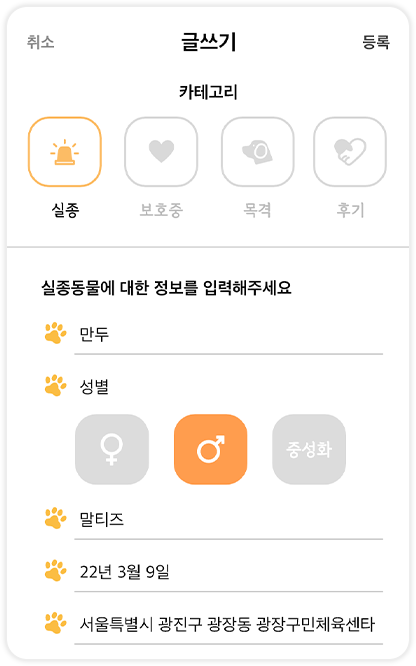 취소 글쓰기 등록
카테고리
실종 보호중 목격 후기
실종동물에 대한 정보를 입력해주세요
만두
성별
중성화
말티즈
22년 3월 9일
서울특별시 광진구 광장동 광장구민체육센타